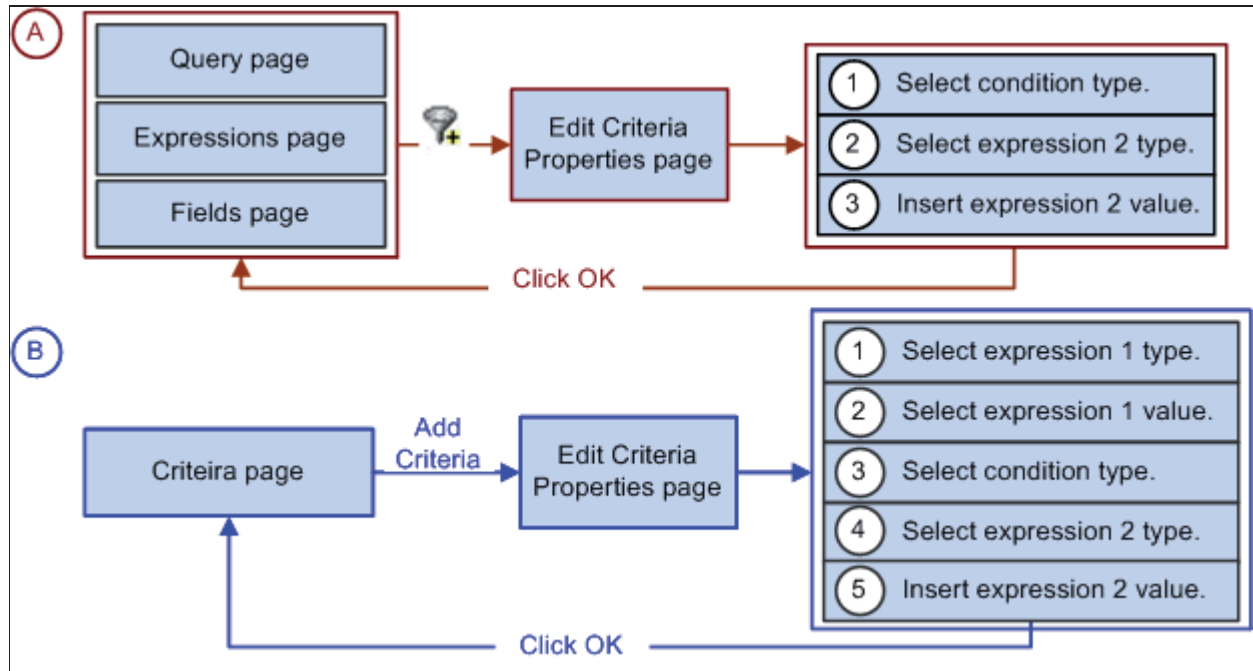 A
Query page
Expressions page
Fields page
Edit Criteria
Properties page
1 Select condition type.
2 Select expression 2 type.
3 Insert expression 2 value.
Click OK
B
Criteira page
Add
Criteria
Edit Criteria
Properties page
1 Select expression 1 type.
2 Select expression 1 value.
3 Select condition type.
4 Select expression 2 type.
5 Insert expression 2 value.
Click OK